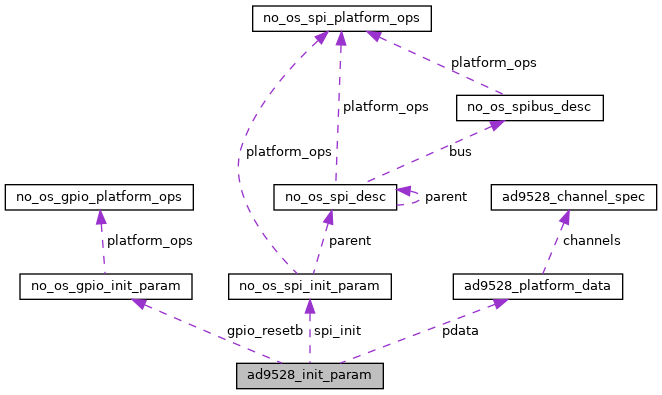 no_os_spi_platform_ops
platform_ops
no_os_spibus_desc
platform_ops
platform_ops
bus
no_os_gpio_platform_ops
no_os_spi_desc
parent
ad9528_channel_spec
platform_ops
parent
channels
no_os_gpio_init_param
no_os_spi_init_param
ad9528_platform_data
gpio_resetb
spi_init
pdata
ad9528_init_param